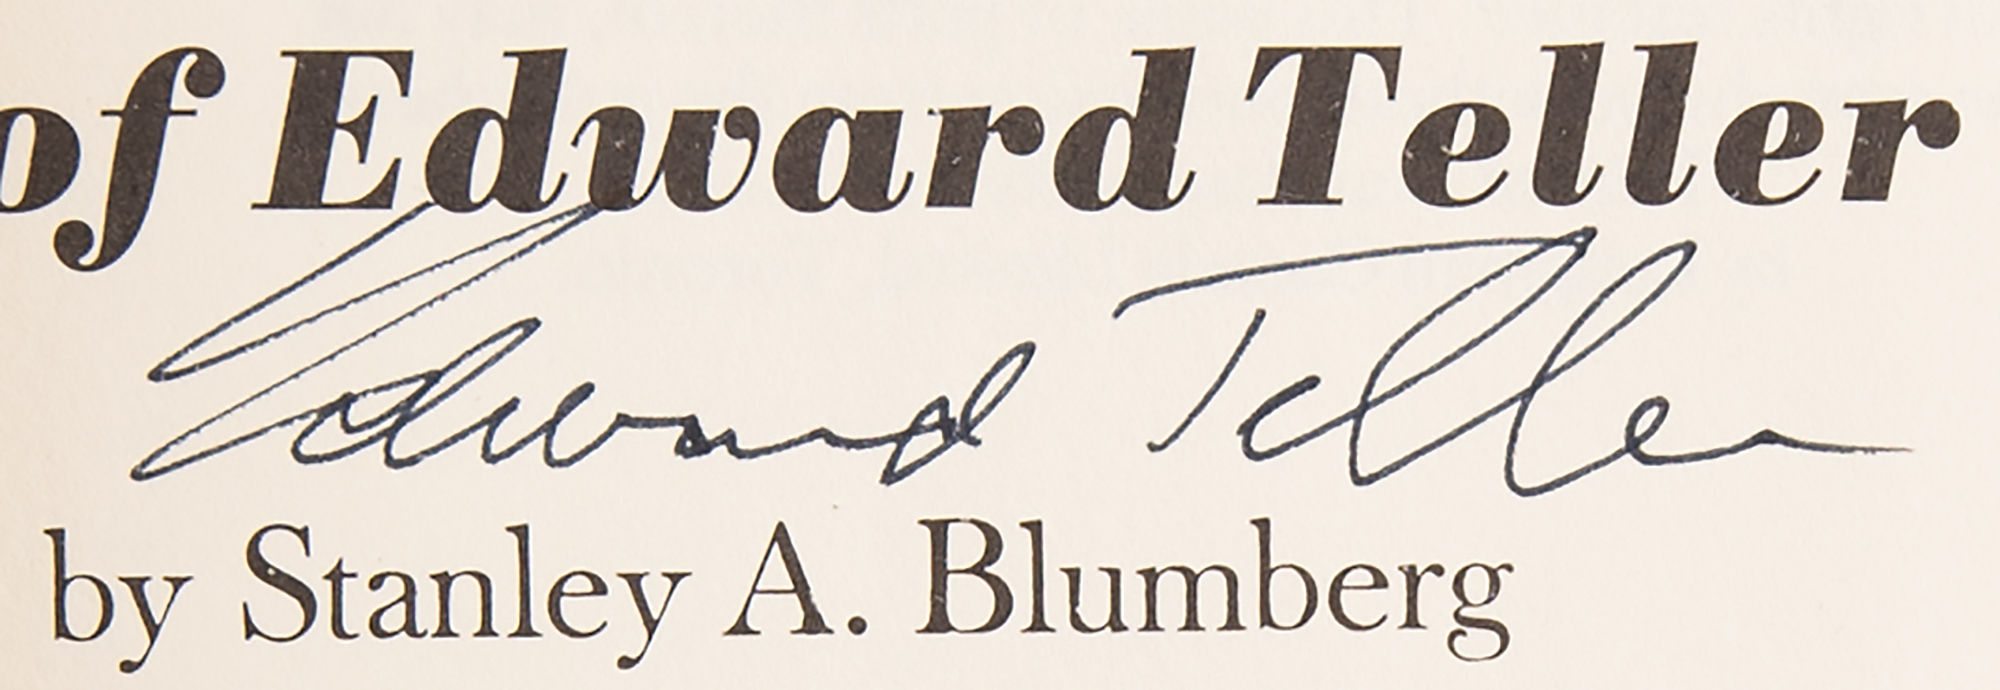 of Edward Teller
Edward Teller
by Stanley A. Blumberg